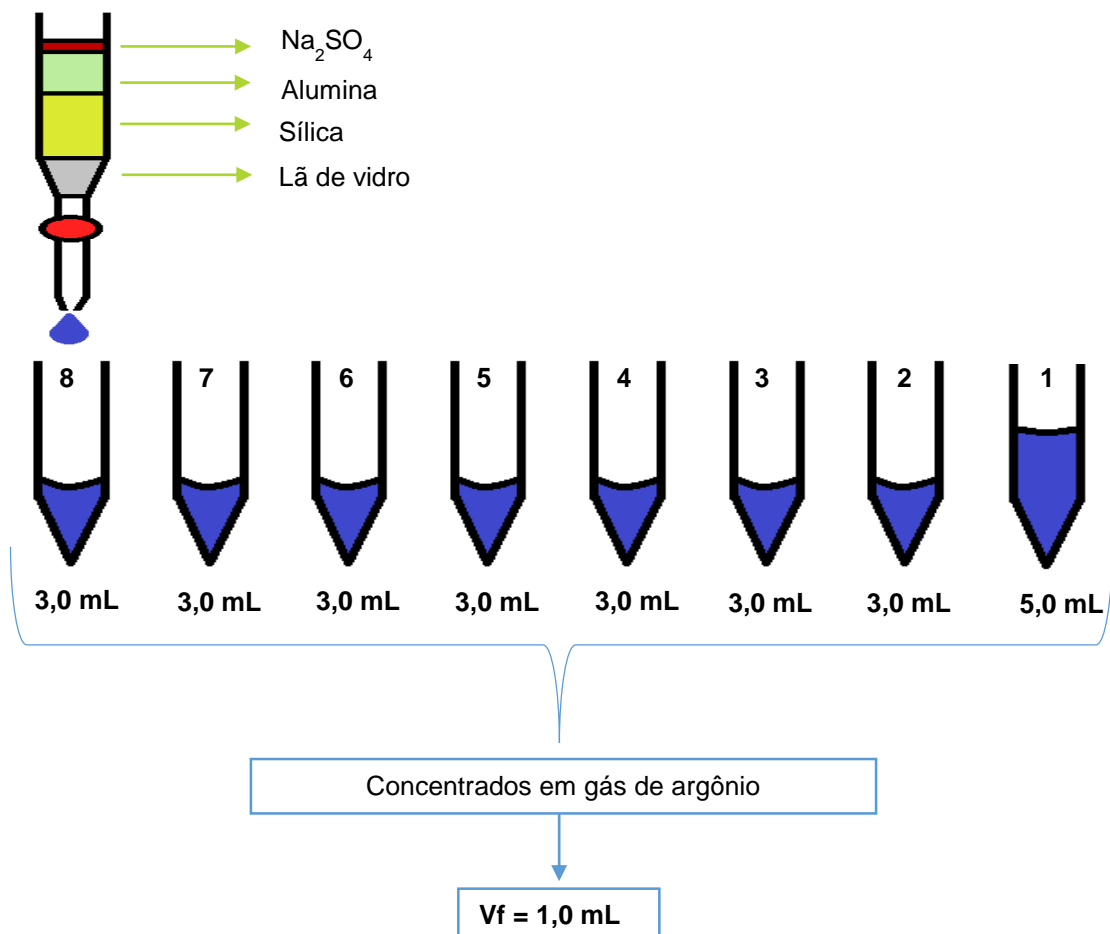 Na₂SO₄
Alumina
Sílica
Lã de vidro
8 7 6 5 4 3 2 1
3,0 mL 3,0 mL 3,0 mL 3,0 mL 3,0 mL 3,0 mL 3,0 mL 5,0 mL
Concentrados em gás de argônio
Vf = 1,0 mL